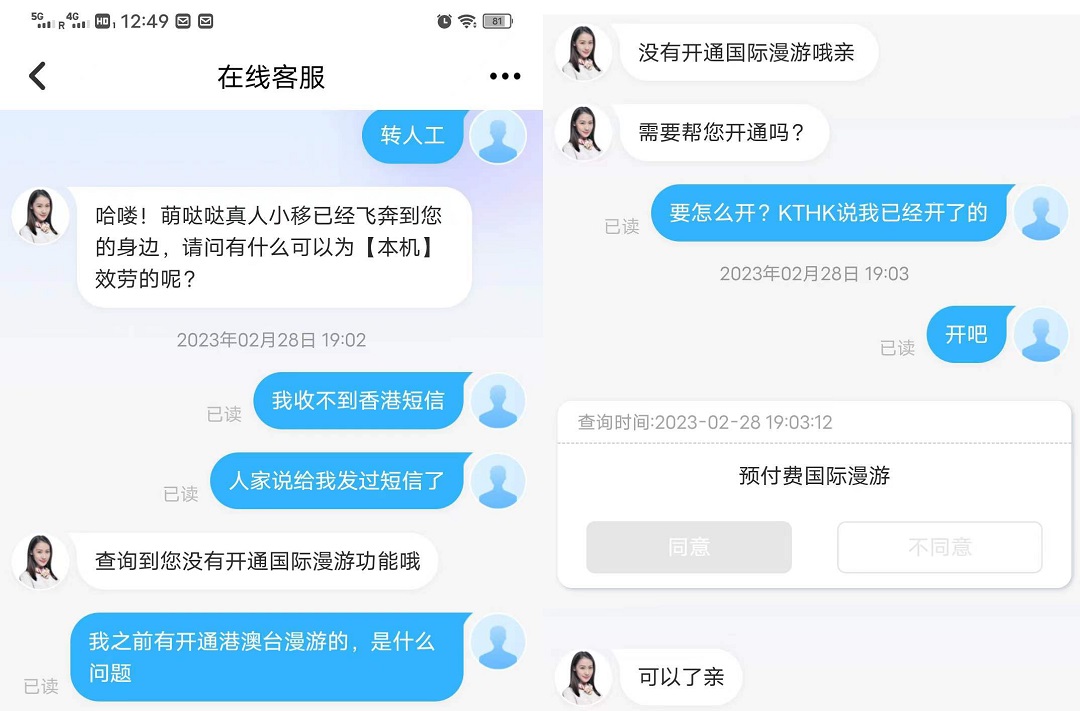 5G R 4G HD 1 12:49 81
在线客服
转人工
哈喽！萌哒哒真人小移已经飞奔到您
的身边，请问有什么可以为【本机】
效劳的呢？
2023年02月28日 19:02
我收不到香港短信
已读
人家说给我发过短信了
已读
查询到您没有开通国际漫游功能哦
我之前有开通港澳台漫游的，是什么
问题
已读
没有开通国际漫游哦亲
需要帮您开通吗？
要怎么开？KTHK说我已经开了的
已读
2023年02月28日 19:03
开吧
已读
查询时间:2023-02-28 19:03:12
预付费国际漫游
同意 不同意
可以了亲